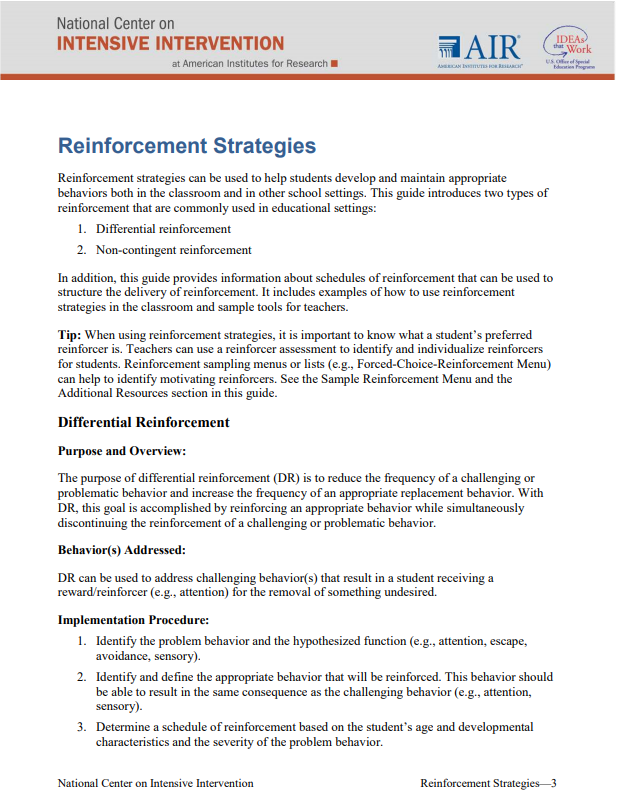 National Center on
INTENSIVE INTERVENTION
at American Institutes for Research
AIR®
AMERICAN INSTITUTES FOR RESEARCH®
IDEAs
that
Work
U.S. Office of Special
Education Programs
Reinforcement Strategies
Reinforcement strategies can be used to help students develop and maintain appropriate
behaviors both in the classroom and in other school settings. This guide introduces two types of
reinforcement that are commonly used in educational settings:
1. Differential reinforcement
2. Non-contingent reinforcement
In addition, this guide provides information about schedules of reinforcement that can be used to
structure the delivery of reinforcement. It includes examples of how to use reinforcement
strategies in the classroom and sample tools for teachers.
Tip: When using reinforcement strategies, it is important to know what a student's preferred
reinforcer is. Teachers can use a reinforcer assessment to identify and individualize reinforcers
for students. Reinforcement sampling menus or lists (e.g., Forced-Choice-Reinforcement Menu)
can help to identify motivating reinforcers. See the Sample Reinforcement Menu and the
Additional Resources section in this guide.
Differential Reinforcement
Purpose and Overview:
The purpose of differential reinforcement (DR) is to reduce the frequency of a challenging or
problematic behavior and increase the frequency of an appropriate replacement behavior. With
DR, this goal is accomplished by reinforcing an appropriate behavior while simultaneously
discontinuing the reinforcement of a challenging or problematic behavior.
Behavior(s) Addressed:
DR can be used to address challenging behavior(s) that result in a student receiving a
reward/reinforcer (e.g., attention) for the removal of something undesired.
Implementation Procedure:
1. Identify the problem behavior and the hypothesized function (e.g., attention, escape,
avoidance, sensory).
2. Identify and define the appropriate behavior that will be reinforced. This behavior should
be able to result in the same consequence as the challenging behavior (e.g., attention,
sensory).
3. Determine a schedule of reinforcement based on the student's age and developmental
characteristics and the severity of the problem behavior.
National Center on Intensive Intervention
Reinforcement Strategies—3